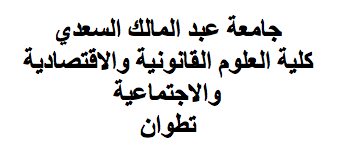 جامعة عبد المالك السعدي
كلية العلوم القانونية والاقتصادية
والاجتماعية
تطوان